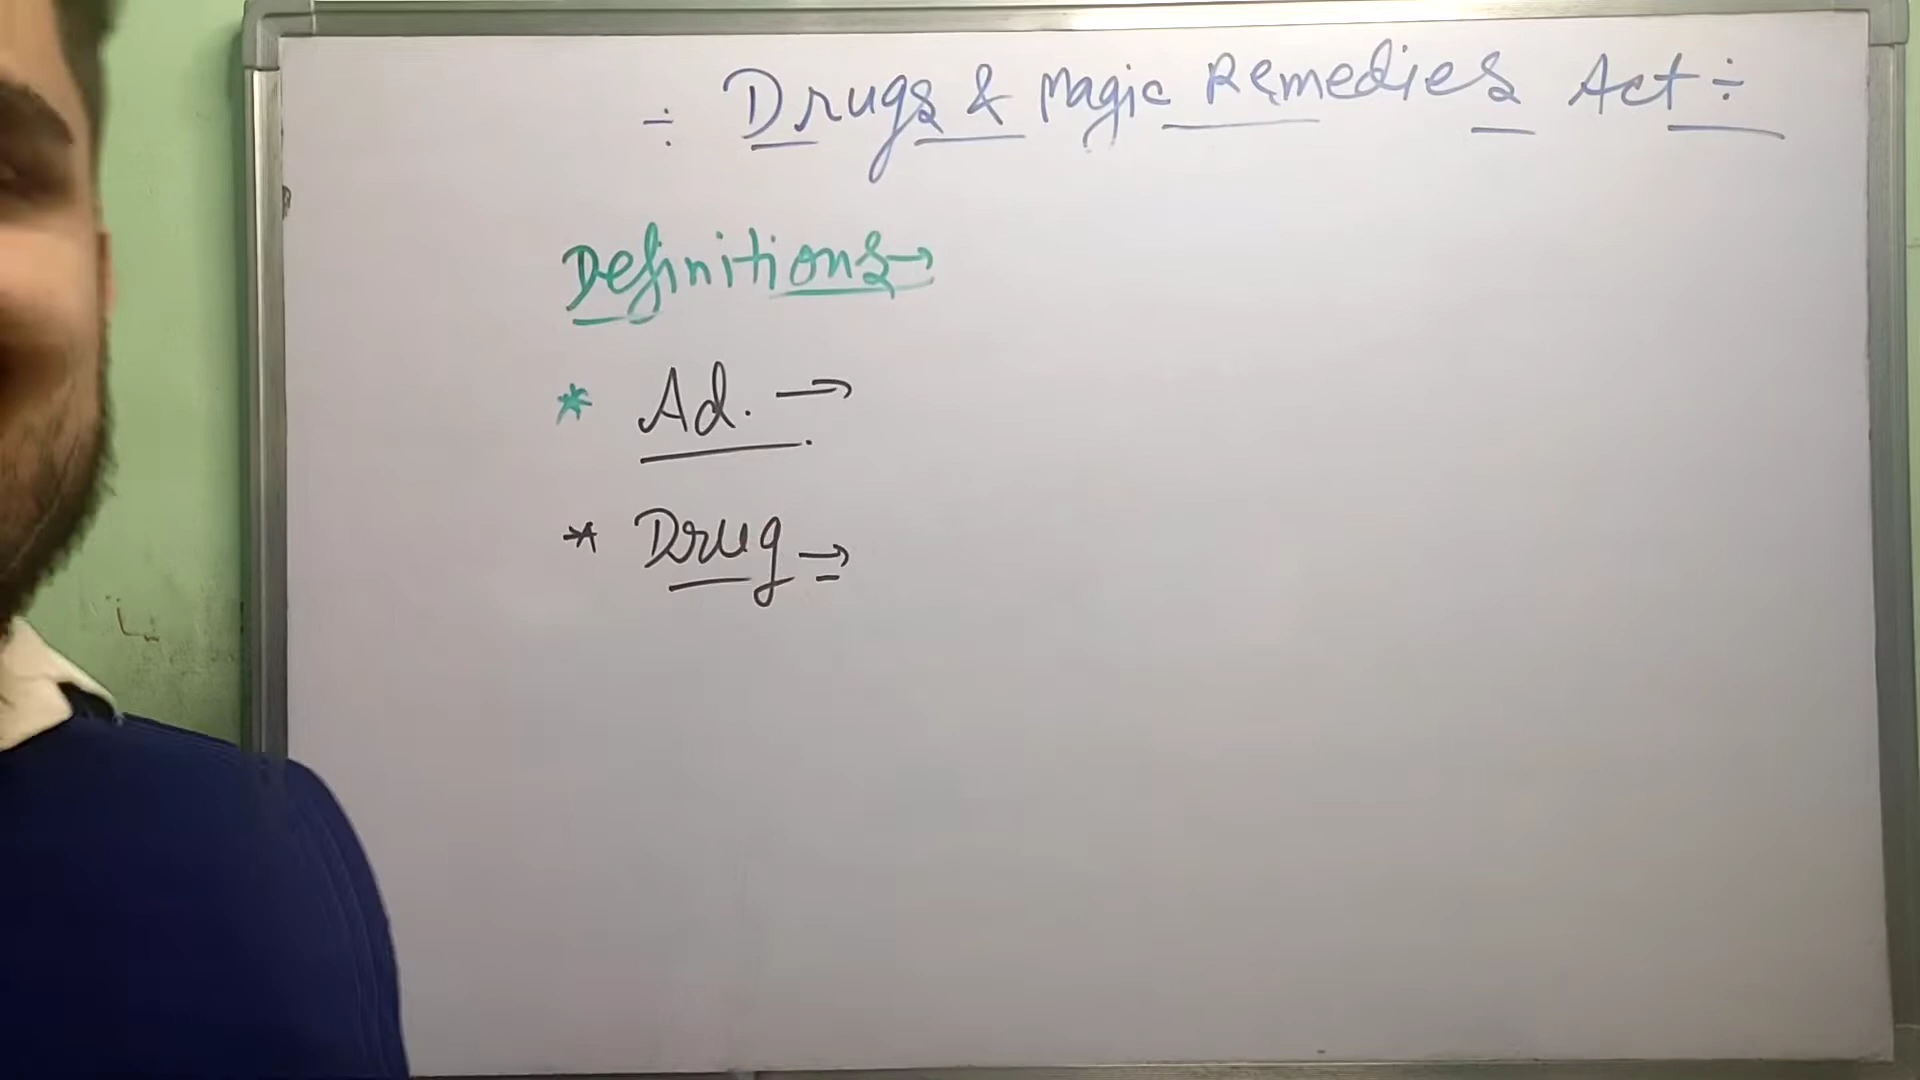 ÷ Drugs & Magic Remedies Act ÷
Definitions →
* Ad. →
* Drug →